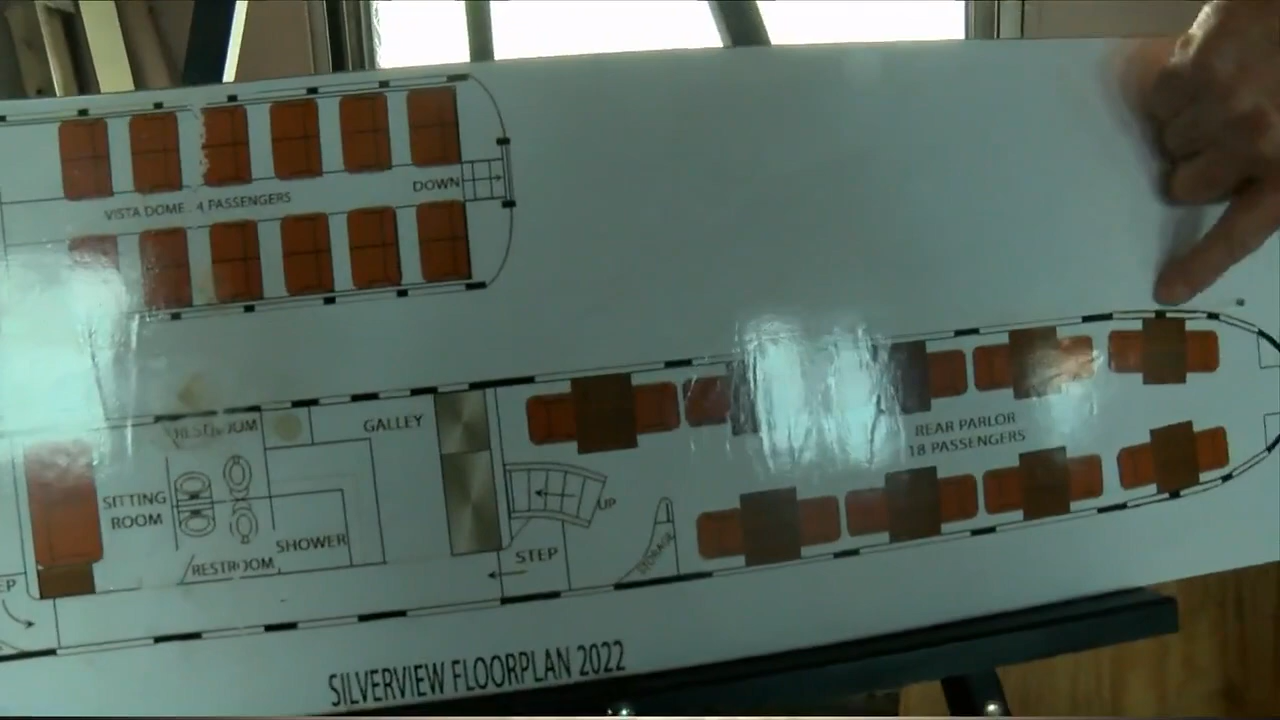 DOWN
VISTA DOME 4 PASSENGERS
GALLEY
REAR PARLOR
18 PASSENGERS
SITTING
ROOM
UP
SHOWER
STORAGE
STEP
RESTROOM
SILVERVIEW FLOORPLAN 2022